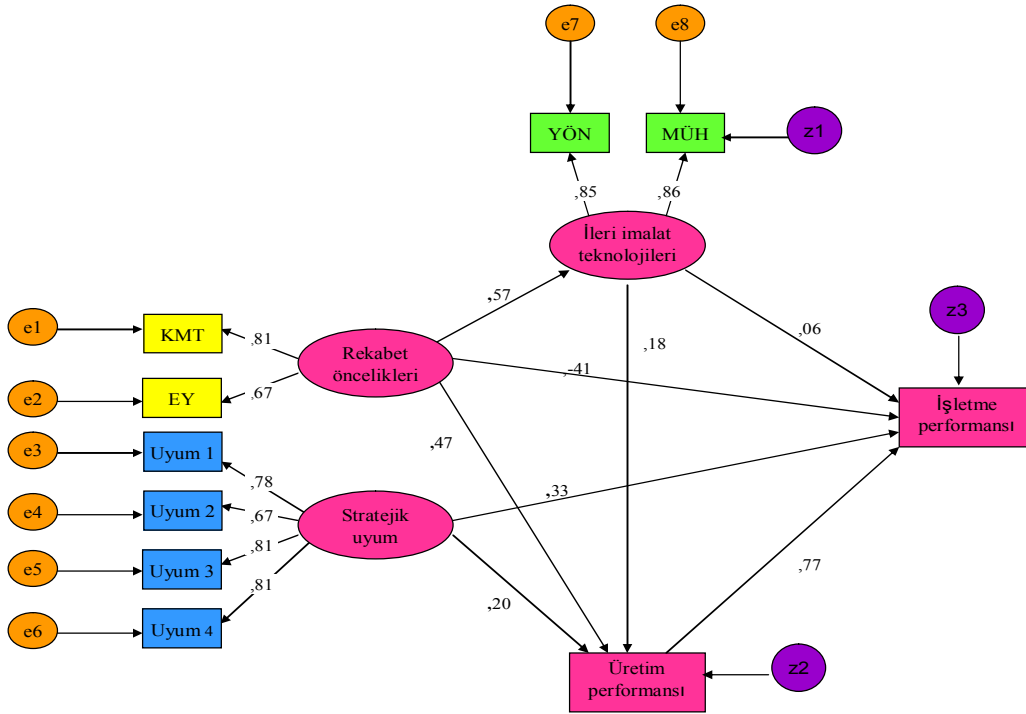 e7
e8
YÖN
MÜH
z1
,85
,86
İleri imalat
teknolojileri
,57
e1
KMT
,81
Rekabet
öncelikleri
,18
,06
z3
e2
EY
,67
,-41
İşletme
performansı
e3
Uyum 1
,47
,78
,33
e4
Uyum 2
,67
Stratejik
uyum
e5
Uyum 3
,81
,81
,77
e6
Uyum 4
,20
Üretim
performansı
z2